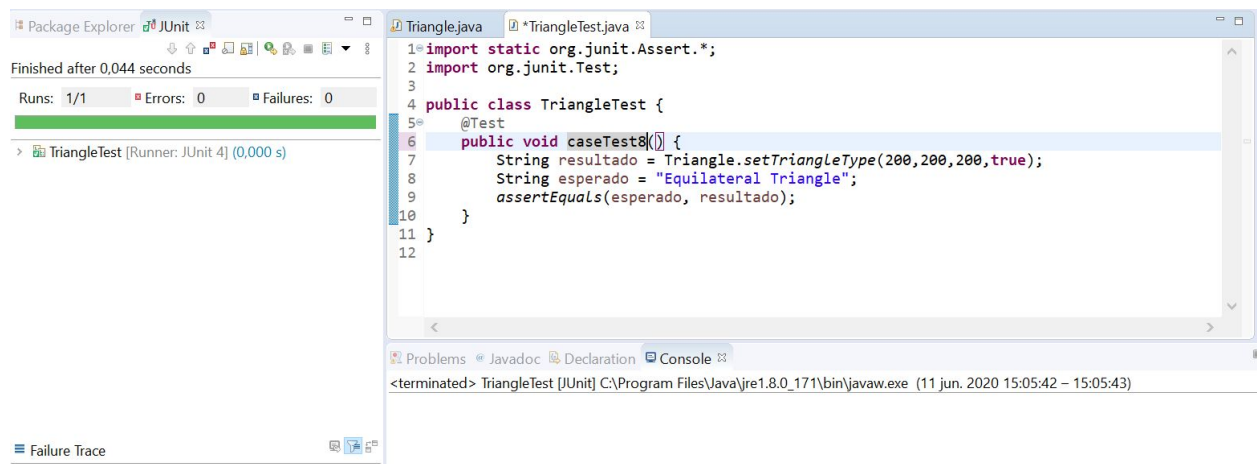 Package Explorer JUnit
Finished after 0,044 seconds
Runs: 1/1 Errors: 0 Failures: 0
TriangleTest [Runner: JUnit 4] (0,000 s)
Failure Trace
Triangle.java *TriangleTest.java
1 import static org.junit.Assert.*;
2 import org.junit.Test;
3
4 public class TriangleTest {
5 @Test
6 public void caseTest8() {
7 String resultado = Triangle.setTriangleType(200,200,200,true);
8 String esperado = "Equilateral Triangle";
9 assertEquals(esperado, resultado);
10 }
11 }
12
Problems Javadoc Declaration Console
<terminated> TriangleTest [JUnit] C:\Program Files\Java\jre1.8.0_171\bin\javaw.exe (11 jun. 2020 15:05:42 – 15:05:43)